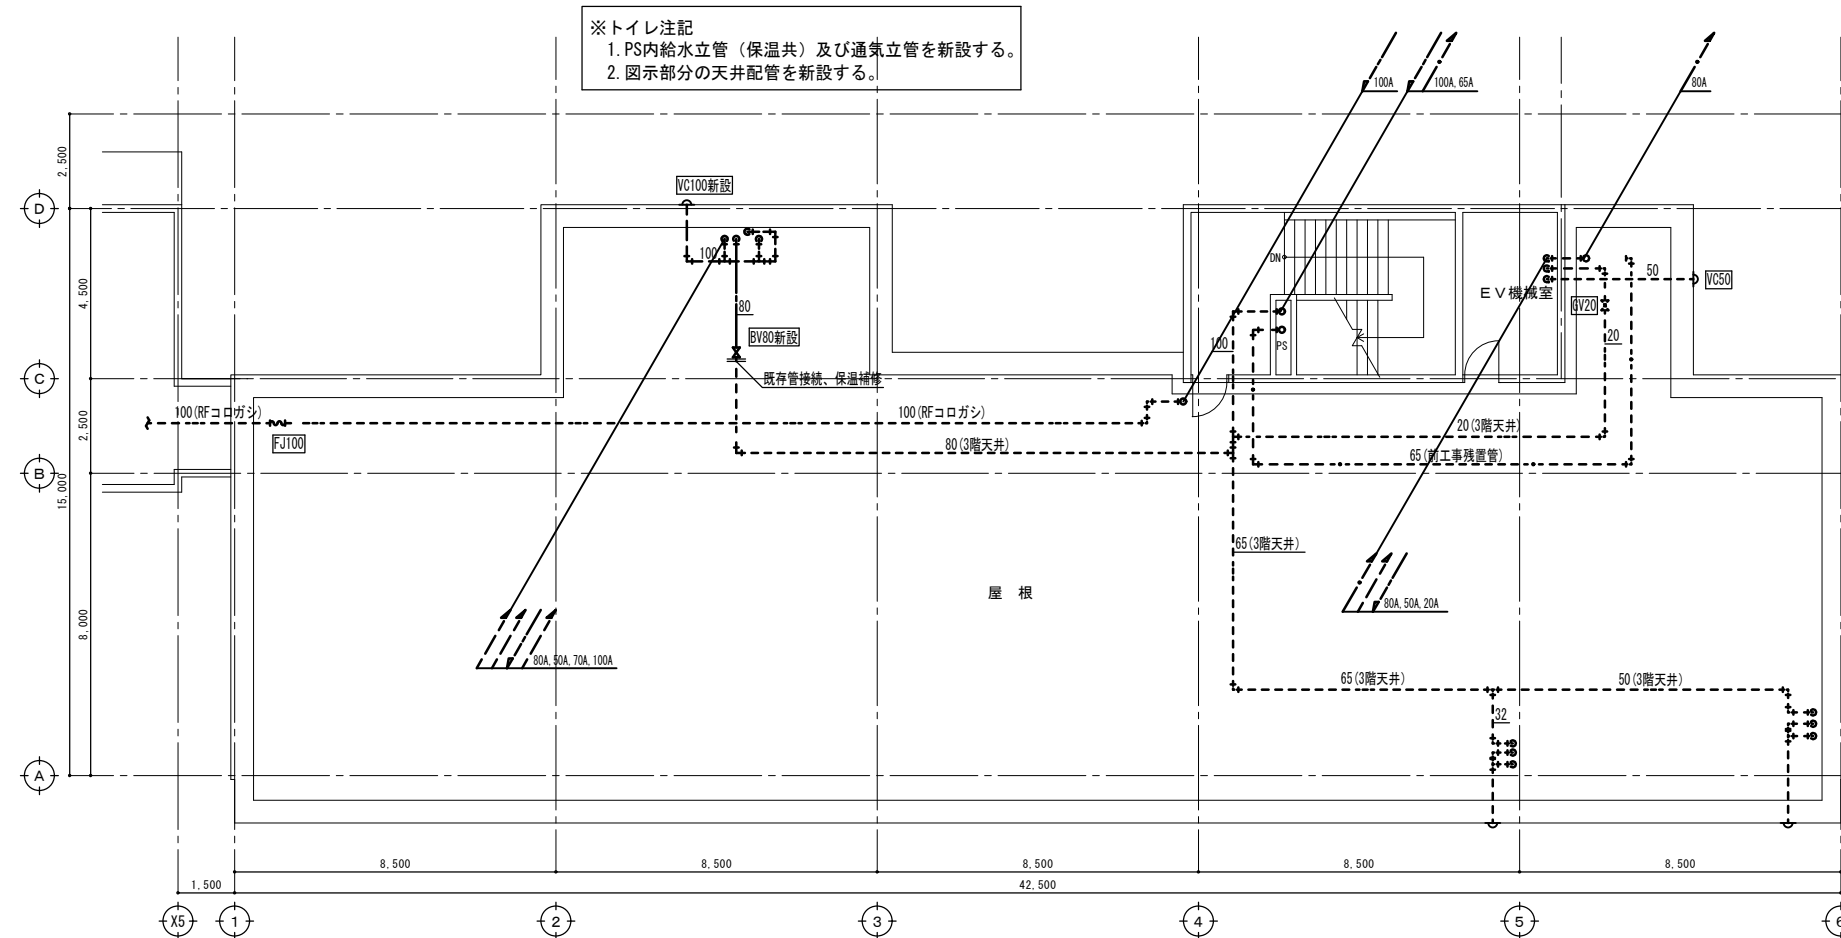 ※トイレ注記
1. PS内給水立管（保温共）及び通気立管を新設する。
2. 図示部分の天井配管を新設する。
100A
100A, 65A
80A
2,500
VC100新設
D
100
DN
50
VC50
EV機械室
4,500
80
GV20
BV80新設
100
PS
20
既存管接続、保温補修
C
100(RFコロガシ)
100(RFコロガシ)
2,500
FJ100
20(3階天井)
80(3階天井)
65(前工事残置管)
B
15,000
65(3階天井)
屋 根
80A, 50A, 20A
8,000
80A, 50A, 70A, 100A
65(3階天井)
50(3階天井)
32
A
8,500
8,500
8,500
8,500
8,500
1,500
42,500
X5
1
2
3
4
5
6